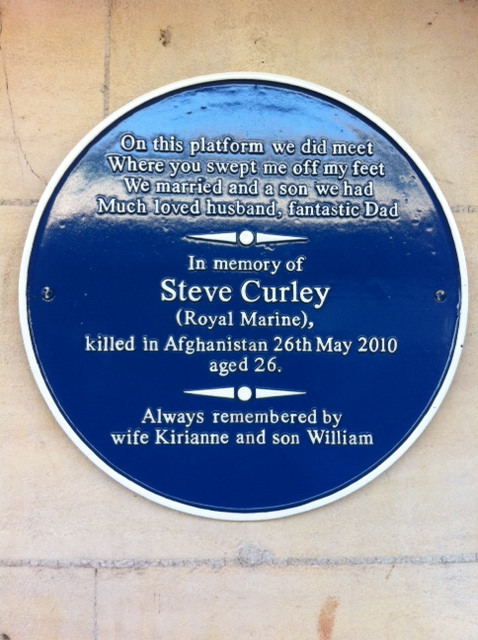 On this platform we did meet
Where you swept me off my feet
We married and a son we had
Much loved husband, fantastic Dad
In memory of
Steve Curley
(Royal Marine),
killed in Afghanistan 26th May 2010
aged 26.
Always remembered by
wife Kirianne and son William